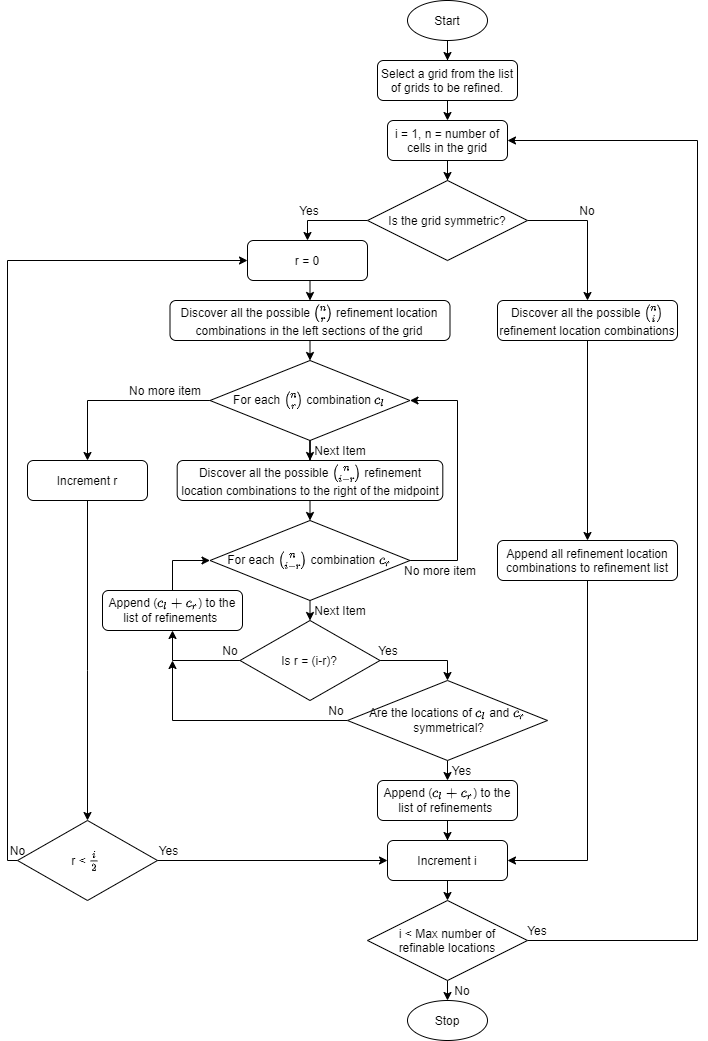 Start
Select a grid from the list
of grids to be refined.
i = 1, n = number of
cells in the grid
Is the grid symmetric?
Yes
No
r = 0
Discover all the possible (n r) refinement location
combinations in the left sections of the grid
Discover all the possible (n i)
refinement location combinations
For each (n r) combination c_l
No more item
Next Item
Increment r
Discover all the possible (n i−r) refinement
location combinations to the right of the midpoint
For each (n i−r) combination c_r
No more item
Append all refinement location
combinations to refinement list
Append (c_l + c_r) to the
list of refinements
Next Item
Is r = (i-r)?
No
Yes
Are the locations of c_l and c_r
symmetrical?
No
Yes
Append (c_l + c_r) to the
list of refinements
r < i/2
No
Yes
Increment i
i < Max number of
refinable locations
Yes
No
Stop